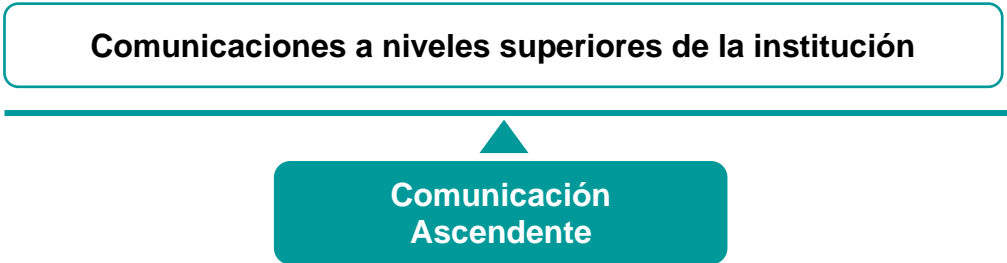 Comunicaciones a niveles superiores de la institución
Comunicación
Ascendente